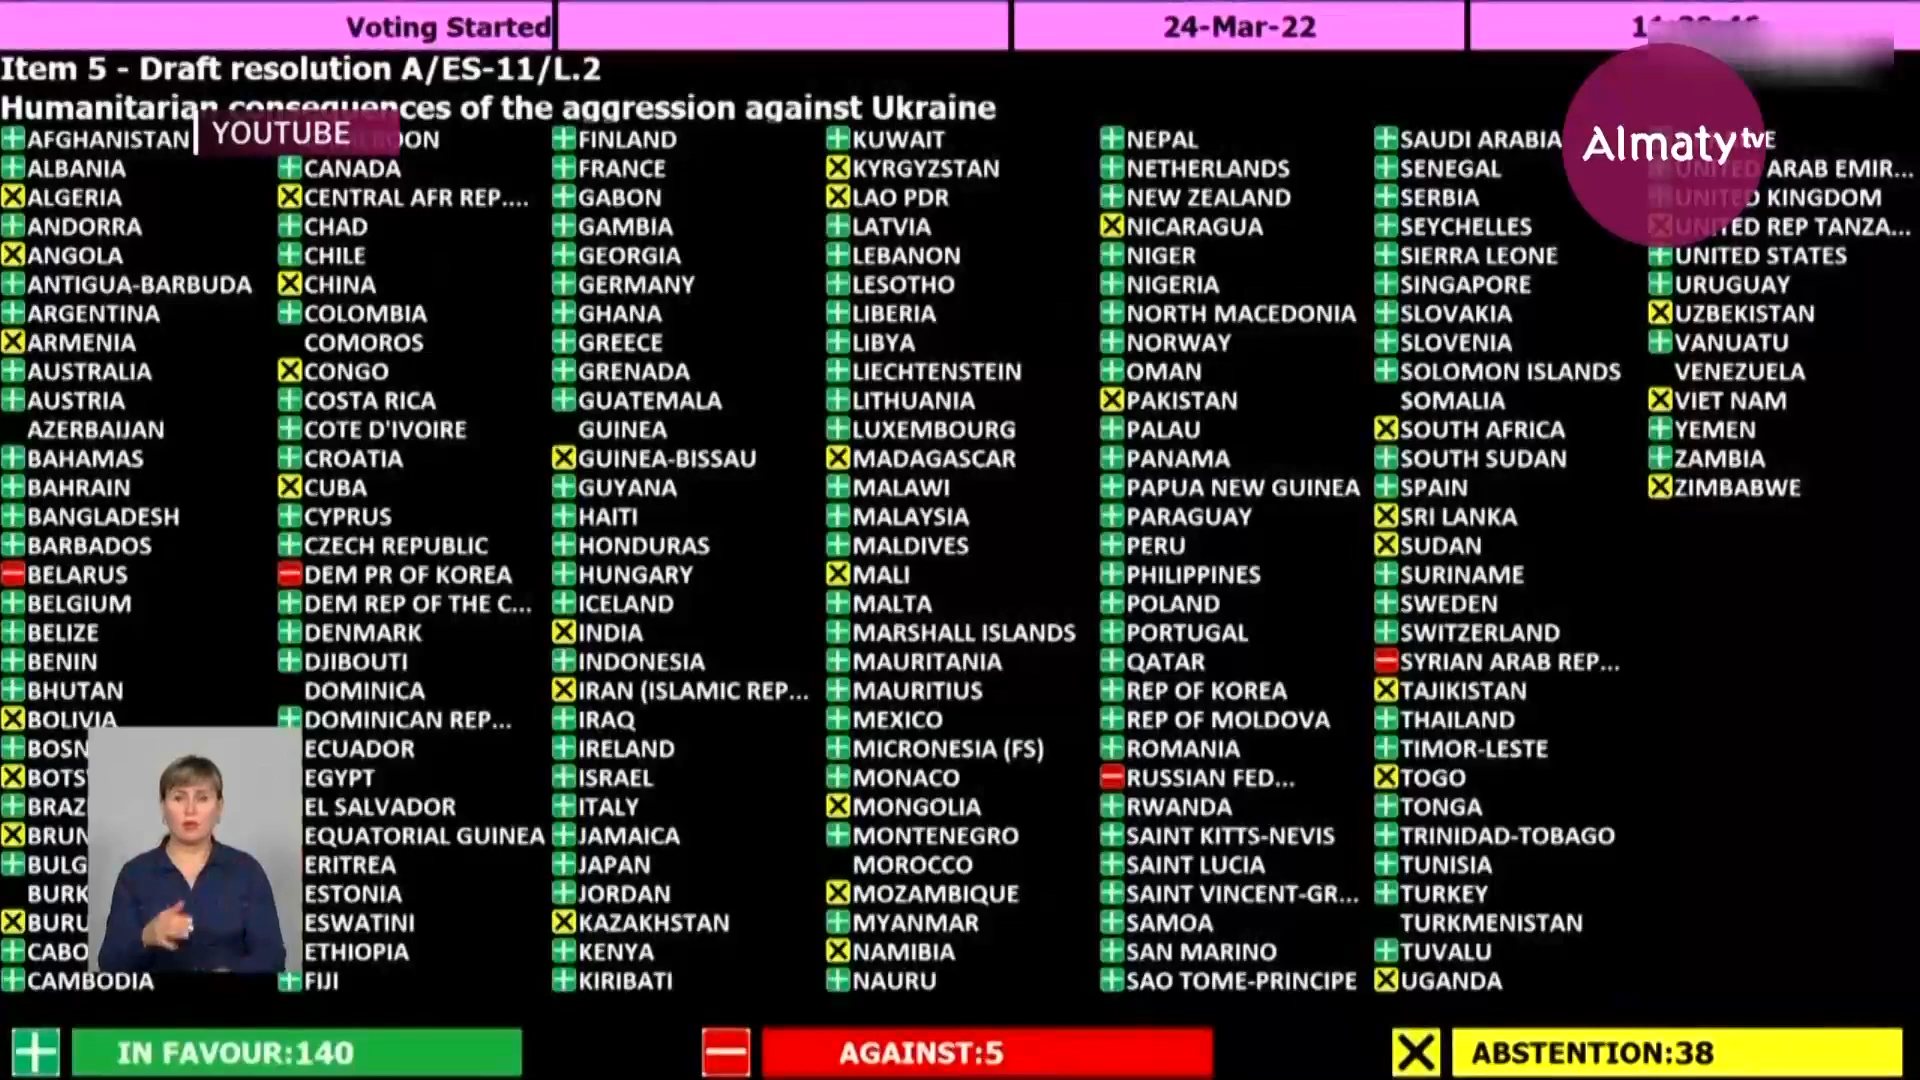 Voting Started 24-Mar-22
Item 5 - Draft resolution A/ES-11/L.2
Humanitarian consequences of the aggression against Ukraine
YOUTUBE
Almaty tv
AFGHANISTAN
ALBANIA
ALGERIA
ANDORRA
ANGOLA
ANTIGUA-BARBUDA
ARGENTINA
ARMENIA
AUSTRALIA
AUSTRIA
AZERBAIJAN
BAHAMAS
BAHRAIN
BANGLADESH
BARBADOS
BELARUS
BELGIUM
BELIZE
BENIN
BHUTAN
BOLIVIA
BOSN
BOTS
BRAZ
BRUN
BULG
BURK
BURU
CABO
CAMBODIA
CANADA
CENTRAL AFR REP....
CHAD
CHILE
CHINA
COLOMBIA
COMOROS
CONGO
COSTA RICA
COTE D'IVOIRE
CROATIA
CUBA
CYPRUS
CZECH REPUBLIC
DEM PR OF KOREA
DEM REP OF THE C...
DENMARK
DJIBOUTI
DOMINICA
DOMINICAN REP...
ECUADOR
EGYPT
EL SALVADOR
EQUATORIAL GUINEA
ERITREA
ESTONIA
ESWATINI
ETHIOPIA
FIJI
FINLAND
FRANCE
GABON
GAMBIA
GEORGIA
GERMANY
GHANA
GREECE
GRENADA
GUATEMALA
GUINEA
GUINEA-BISSAU
GUYANA
HAITI
HONDURAS
HUNGARY
ICELAND
INDIA
INDONESIA
IRAN (ISLAMIC REP...
IRAQ
IRELAND
ISRAEL
ITALY
JAMAICA
JAPAN
JORDAN
KAZAKHSTAN
KENYA
KIRIBATI
KUWAIT
KYRGYZSTAN
LAO PDR
LATVIA
LEBANON
LESOTHO
LIBERIA
LIBYA
LIECHTENSTEIN
LITHUANIA
LUXEMBOURG
MADAGASCAR
MALAWI
MALAYSIA
MALDIVES
MALI
MALTA
MARSHALL ISLANDS
MAURITANIA
MAURITIUS
MEXICO
MICRONESIA (FS)
MONACO
MONGOLIA
MONTENEGRO
MOROCCO
MOZAMBIQUE
MYANMAR
NAMIBIA
NAURU
NEPAL
NETHERLANDS
NEW ZEALAND
NICARAGUA
NIGER
NIGERIA
NORTH MACEDONIA
NORWAY
OMAN
PAKISTAN
PALAU
PANAMA
PAPUA NEW GUINEA
PARAGUAY
PERU
PHILIPPINES
POLAND
PORTUGAL
QATAR
REP OF KOREA
REP OF MOLDOVA
ROMANIA
RUSSIAN FED...
RWANDA
SAINT KITTS-NEVIS
SAINT LUCIA
SAINT VINCENT-GR...
SAMOA
SAN MARINO
SAO TOME-PRINCIPE
SAUDI ARABIA
SENEGAL
SERBIA
SEYCHELLES
SIERRA LEONE
SINGAPORE
SLOVAKIA
SLOVENIA
SOLOMON ISLANDS
SOMALIA
SOUTH AFRICA
SOUTH SUDAN
SPAIN
SRI LANKA
SUDAN
SURINAME
SWEDEN
SWITZERLAND
SYRIAN ARAB REP...
TAJIKISTAN
THAILAND
TIMOR-LESTE
TOGO
TONGA
TRINIDAD-TOBAGO
TUNISIA
TURKEY
TURKMENISTAN
TUVALU
UGANDA
UNITED ARAB EMIR...
UNITED KINGDOM
UNITED REP TANZA...
UNITED STATES
URUGUAY
UZBEKISTAN
VANUATU
VENEZUELA
VIET NAM
YEMEN
ZAMBIA
ZIMBABWE
IN FAVOUR:140 AGAINST:5 ABSTENTION:38